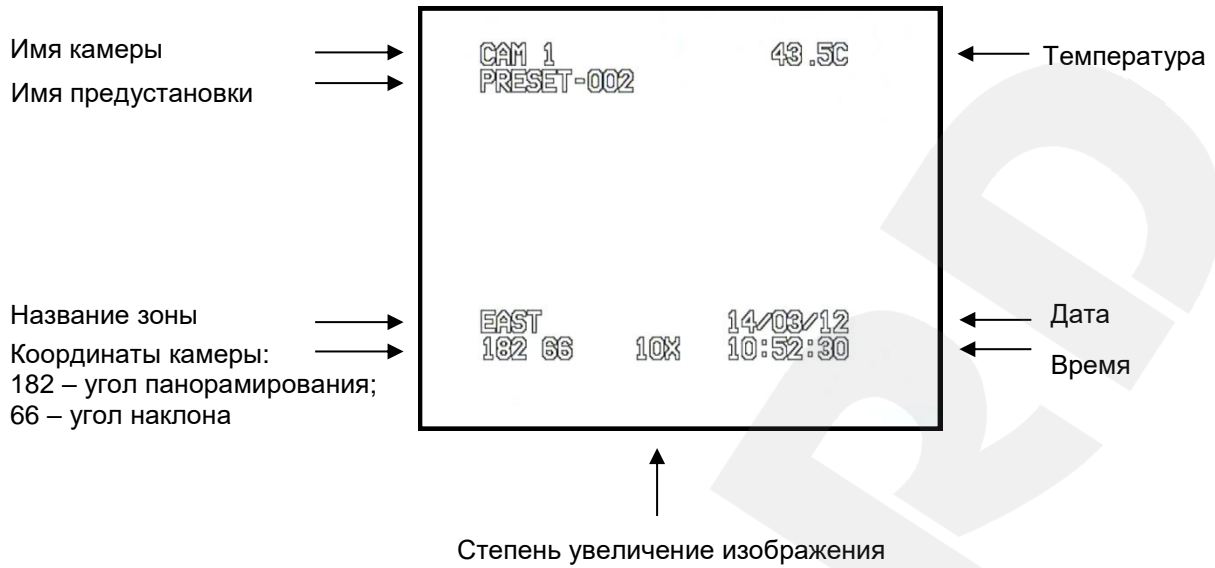 Имя камеры
CAM 1
43.5C
Температура
Имя предустановки
PRESET-002
Название зоны
EAST
14/03/12
Дата
Координаты камеры:
182 66
10X
10:52:30
Время
182 – угол панорамирования;
66 – угол наклона
Степень увеличение изображения